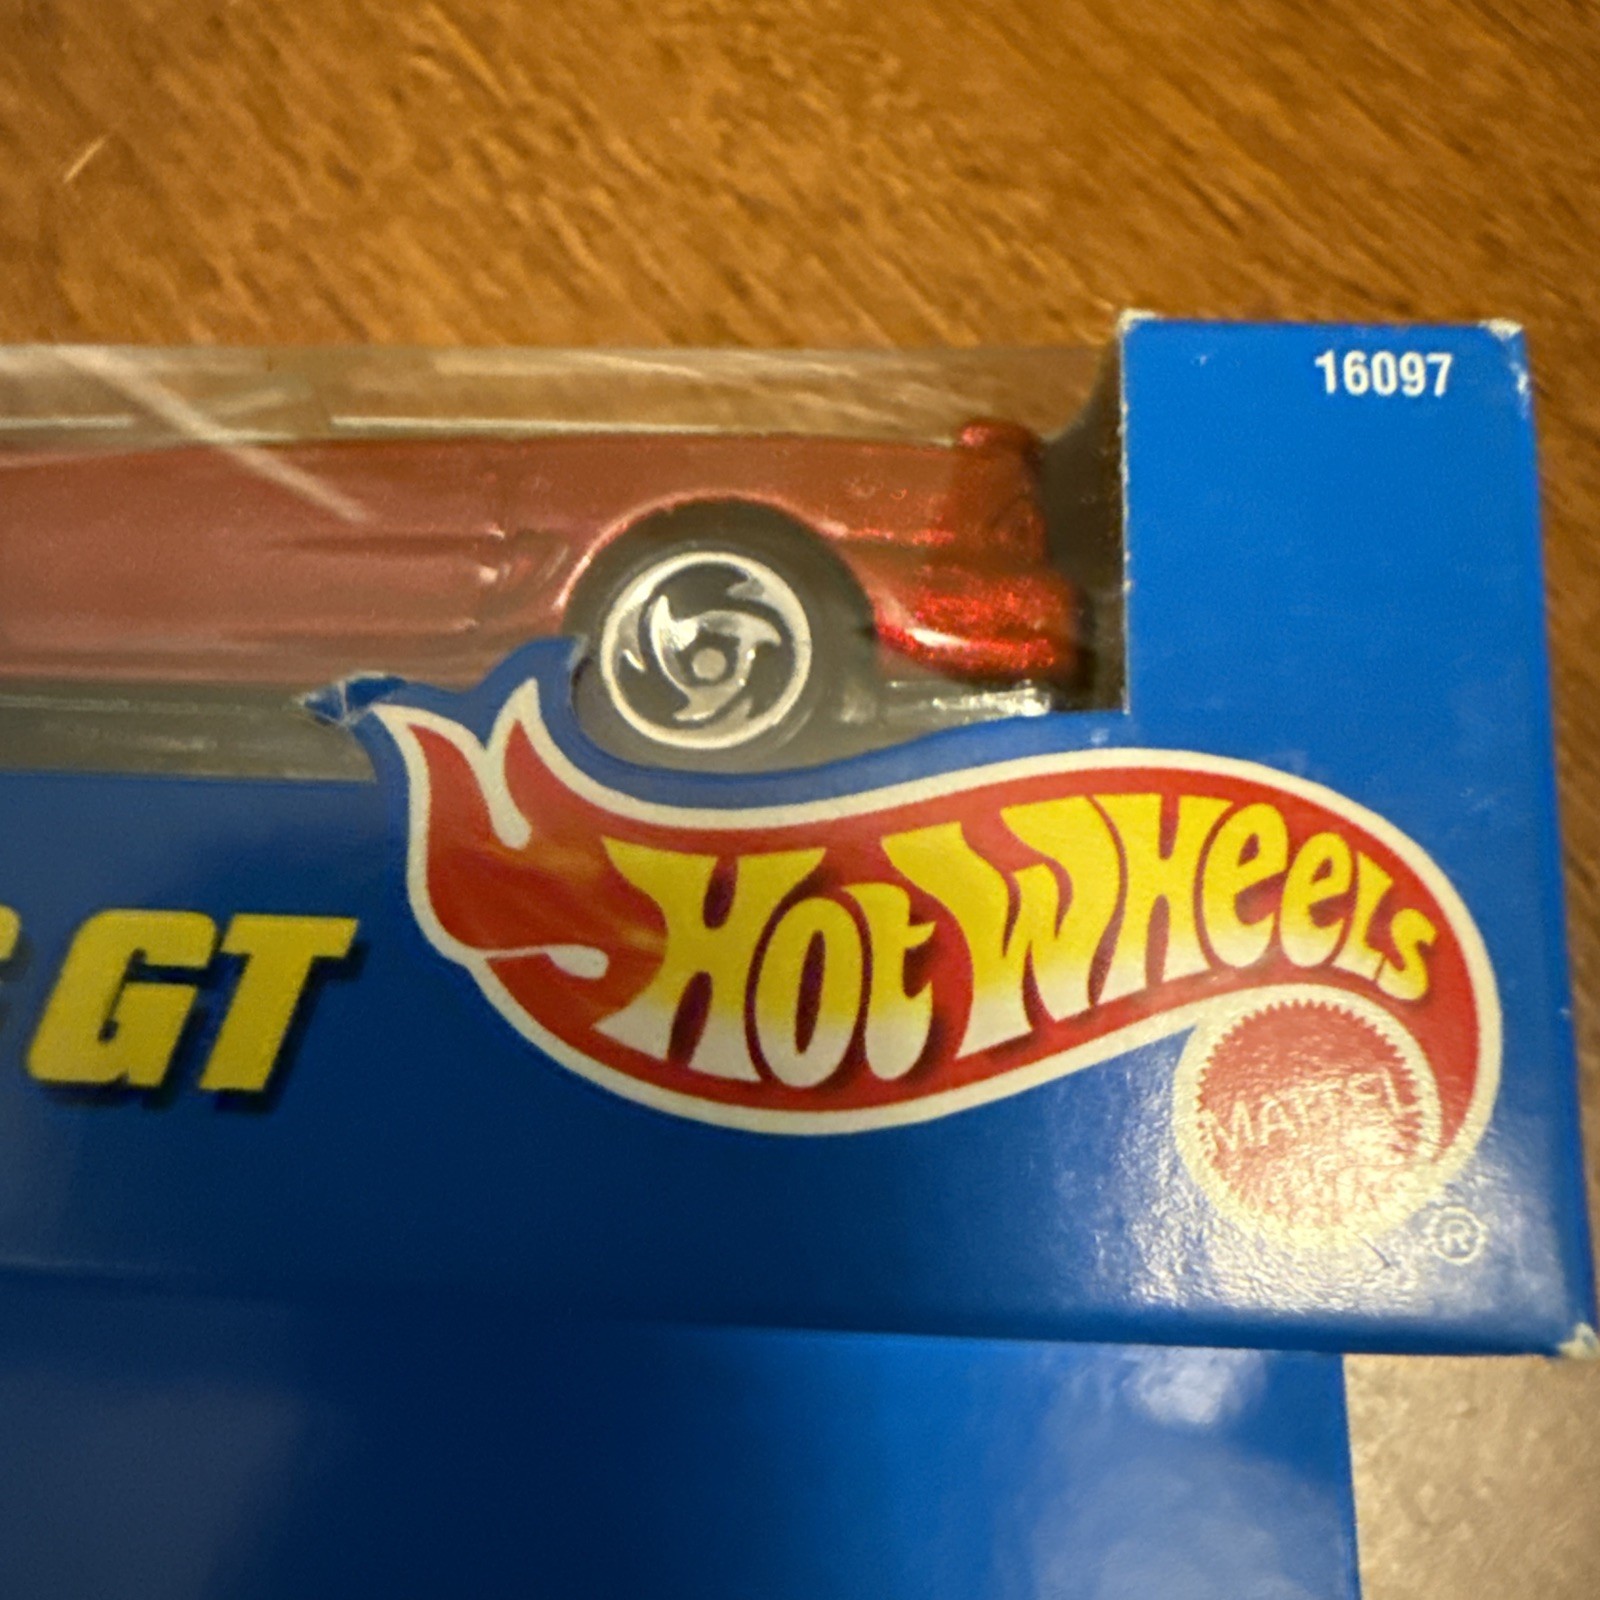 16097
GT
Hot Wheels
MATTEL
®